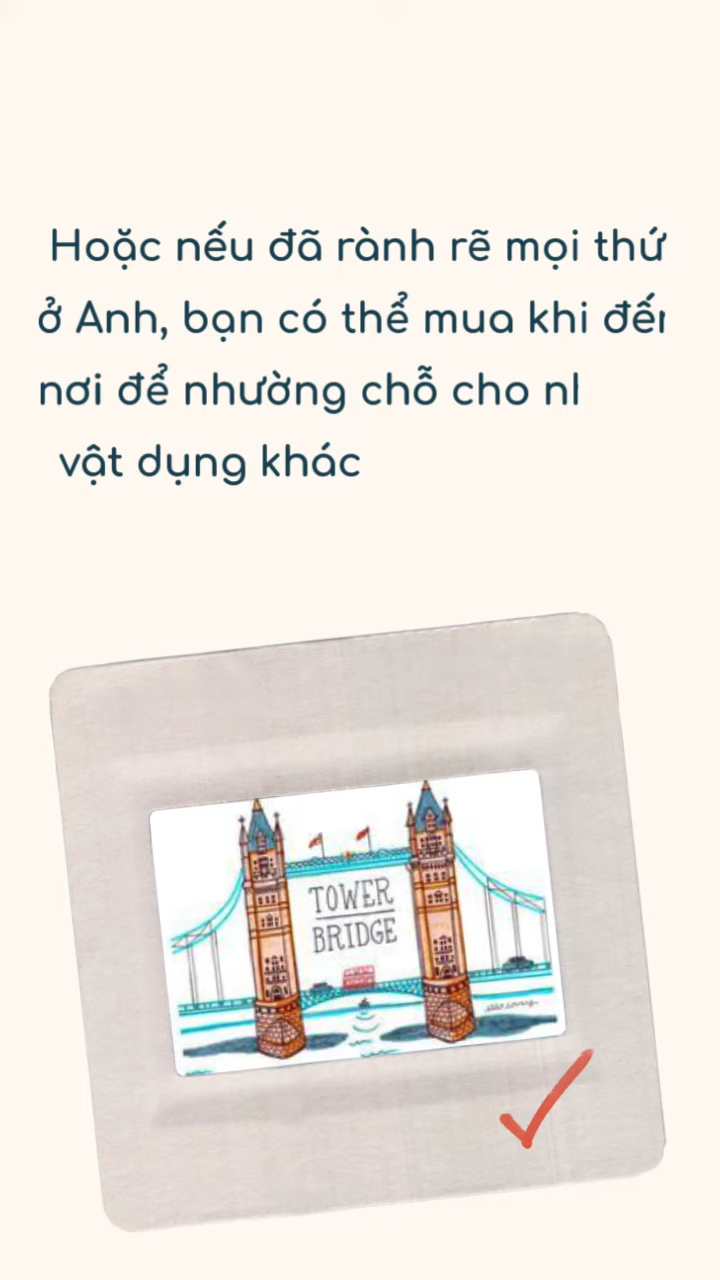 Hoặc nếu đã rành rẽ mọi thứ
ở Anh, bạn có thể mua khi
nơi để nhường chỗ cho
vật dụng khác
TOWER
BRIDGE